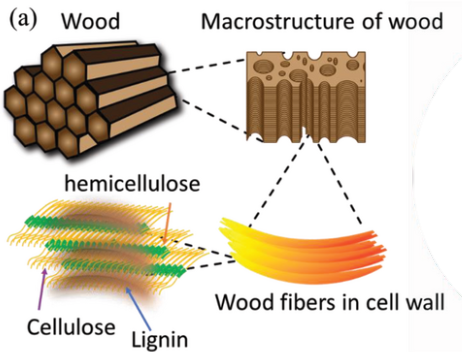 (a)
Wood
Macrostructure of wood
hemicellulose
Wood fibers in cell wall
Cellulose
Lignin